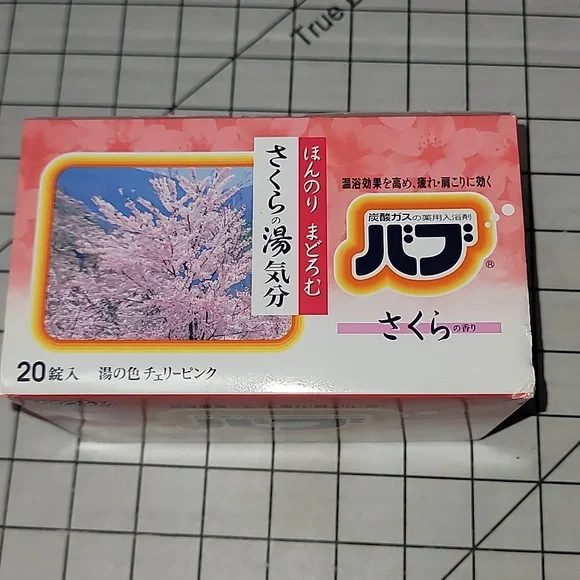 True
ほんのり まどろむ
さくらの湯気分
温浴効果を高め、疲れ・肩こりに効く
炭酸ガスの薬用入浴剤
バブ®
さくらの香り
20錠入 湯の色 チェリーピンク